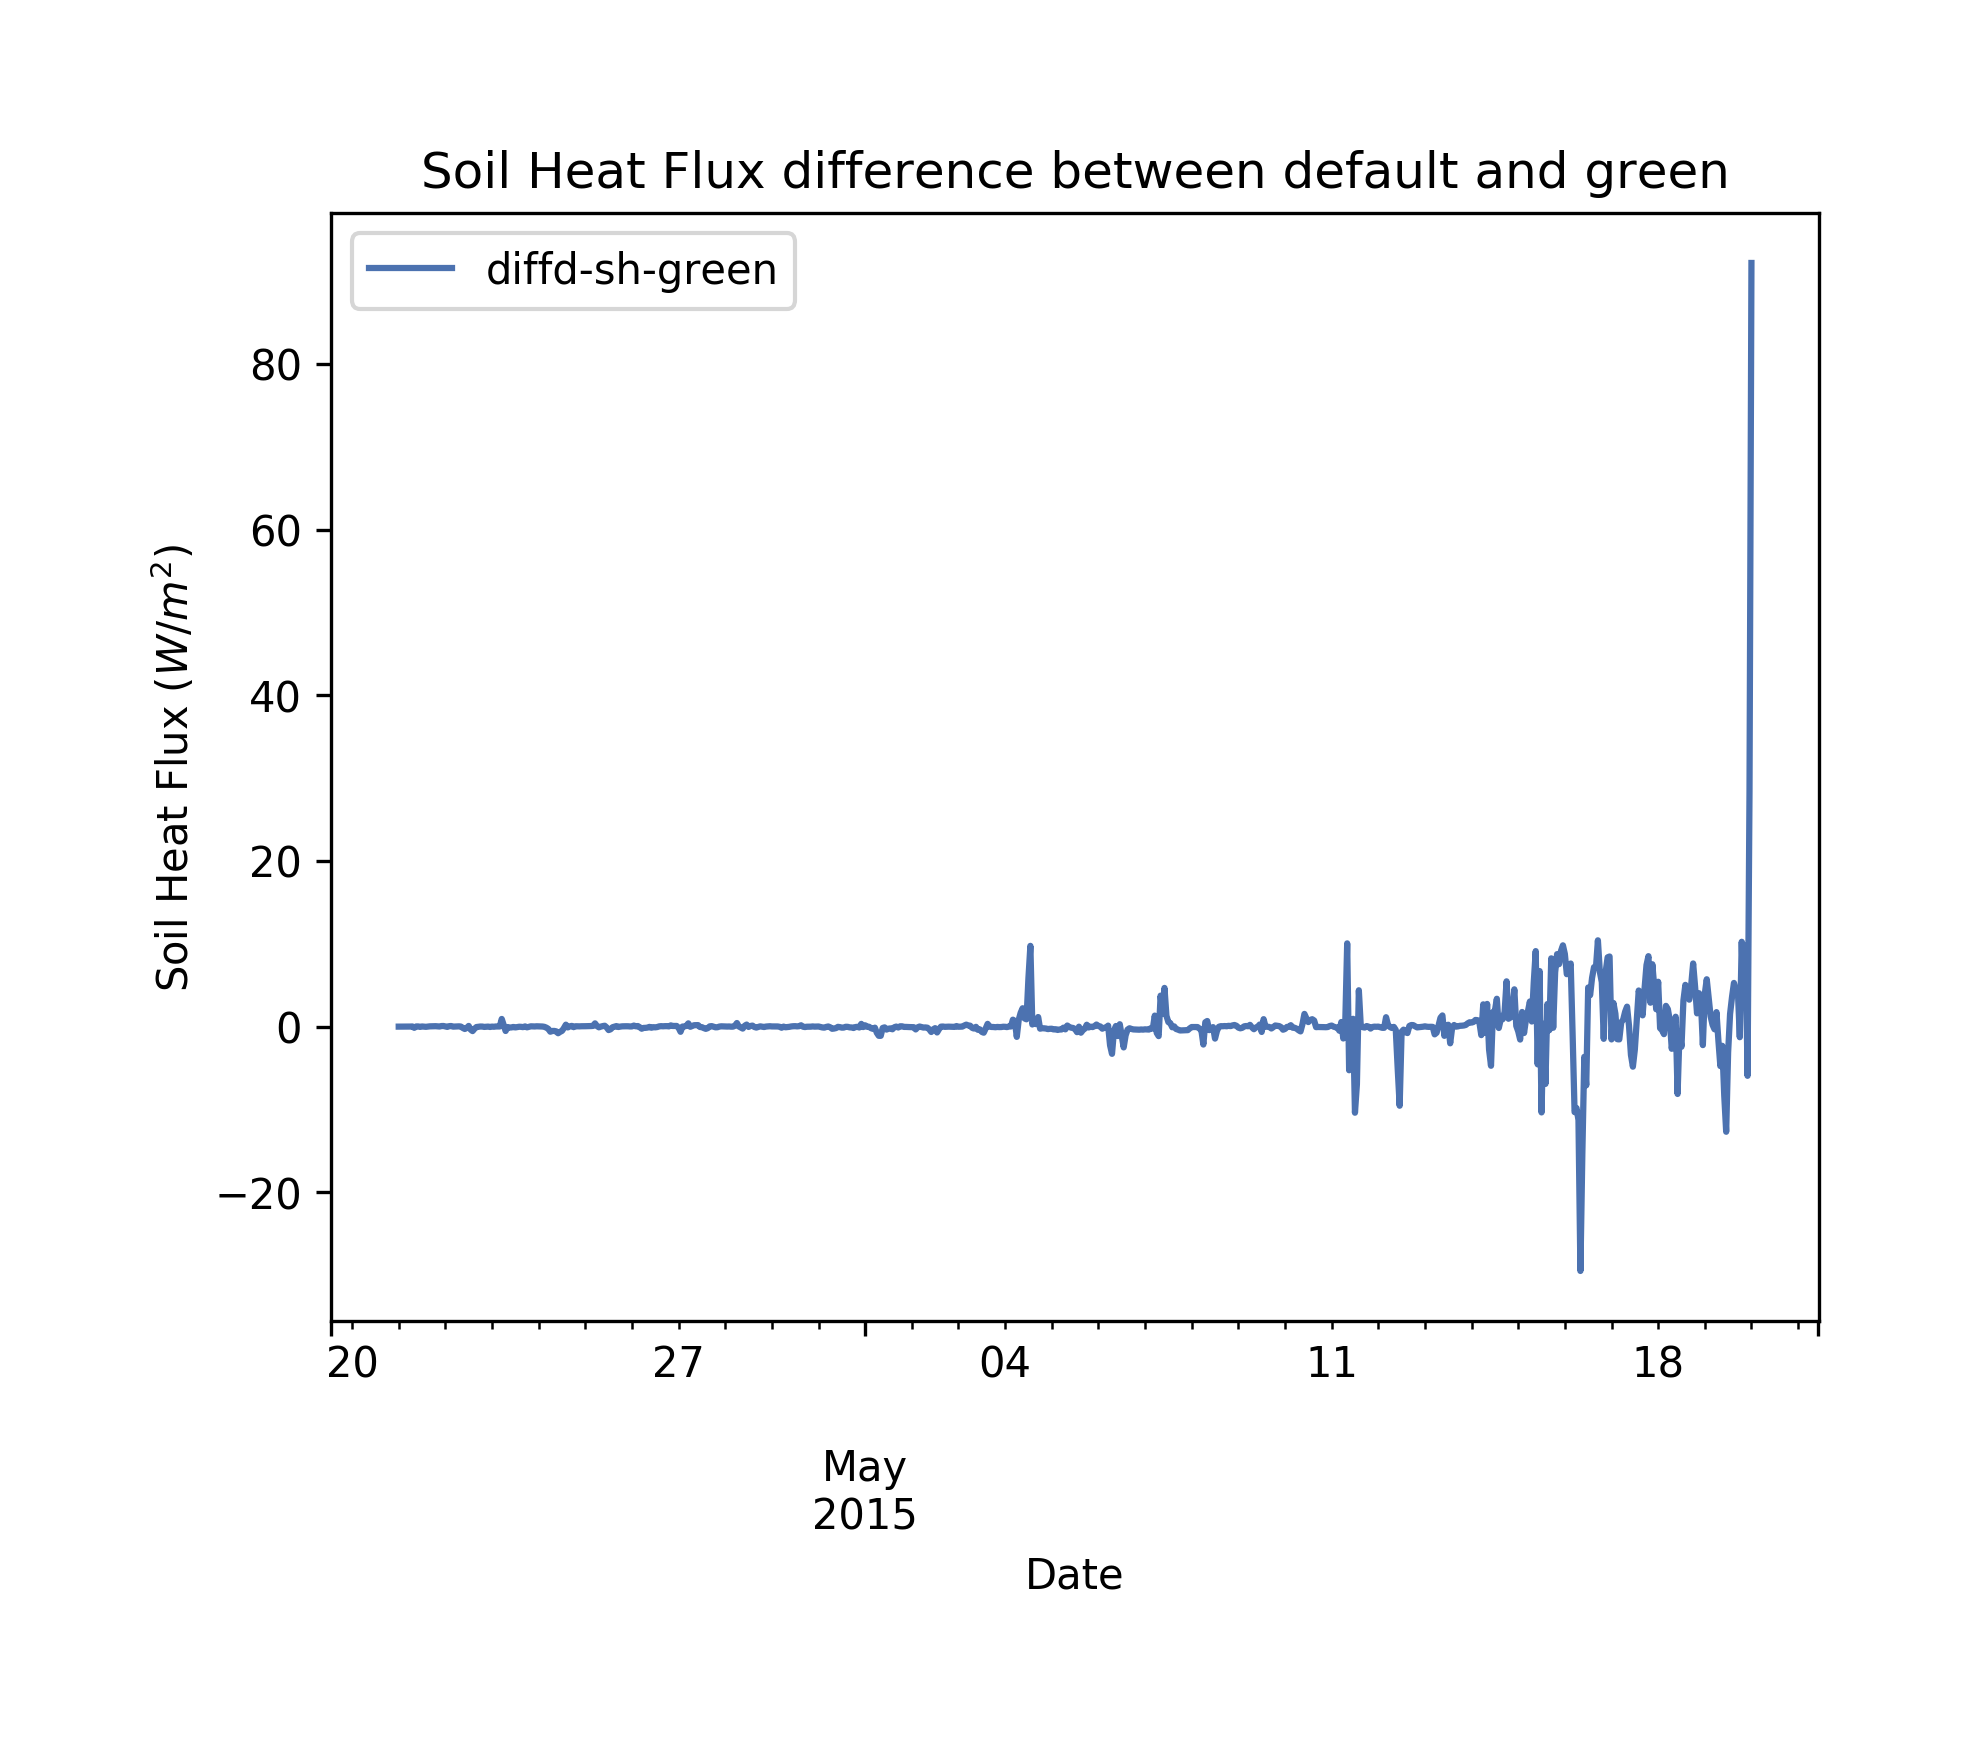 Soil Heat Flux difference between default and green
diffd-sh-green
80
60
40
20
0
−20
Soil Heat Flux (W/m²)
20 27 04 11 18
May
2015
Date